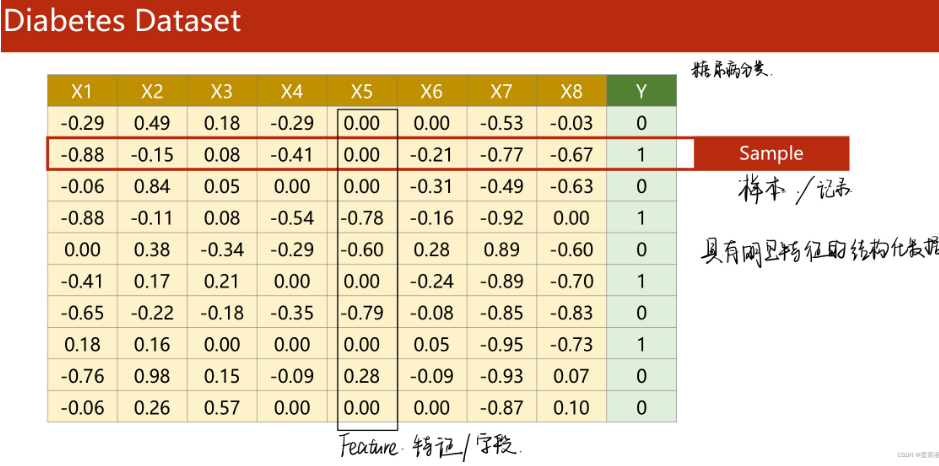 Diabetes Dataset
糖尿病分类.
X1 X2 X3 X4 X5 X6 X7 X8 Y
-0.29 0.49 0.18 -0.29 0.00 0.00 -0.53 -0.03 0
-0.88 -0.15 0.08 -0.41 0.00 -0.21 -0.77 -0.67 1 Sample
-0.06 0.84 0.05 0.00 0.00 -0.31 -0.49 -0.63 0
样本./记录
-0.88 -0.11 0.08 -0.54 -0.78 -0.16 -0.92 0.00 1
0.00 0.38 -0.34 -0.29 -0.60 0.28 0.89 -0.60 0
具有明显特征的结构化数据
-0.41 0.17 0.21 0.00 0.00 -0.24 -0.89 -0.70 1
-0.65 -0.22 -0.18 -0.35 -0.79 -0.08 -0.85 -0.83 0
0.18 0.16 0.00 0.00 0.00 0.05 -0.95 -0.73 1
-0.76 0.98 0.15 -0.09 0.28 -0.09 -0.93 0.07 0
-0.06 0.26 0.57 0.00 0.00 0.00 -0.87 0.10 0
Feature. 特征/字段.
CSDN